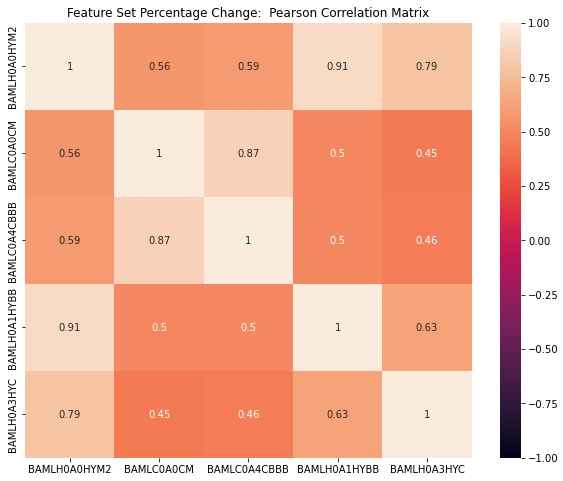 Feature Set Percentage Change:  Pearson Correlation Matrix
BAMLH0A0HYM2 1 0.56 0.59 0.91 0.79
BAMLC0A0CM 0.56 1 0.87 0.5 0.45
BAMLC0A4CBBB 0.59 0.87 1 0.5 0.46
BAMLH0A1HYBB 0.91 0.5 0.5 1 0.63
BAMLH0A3HYC 0.79 0.45 0.46 0.63 1
BAMLH0A0HYM2 BAMLC0A0CM BAMLC0A4CBBB BAMLH0A1HYBB BAMLH0A3HYC
1.00
0.75
0.50
0.25
0.00
−0.25
−0.50
−0.75
−1.00